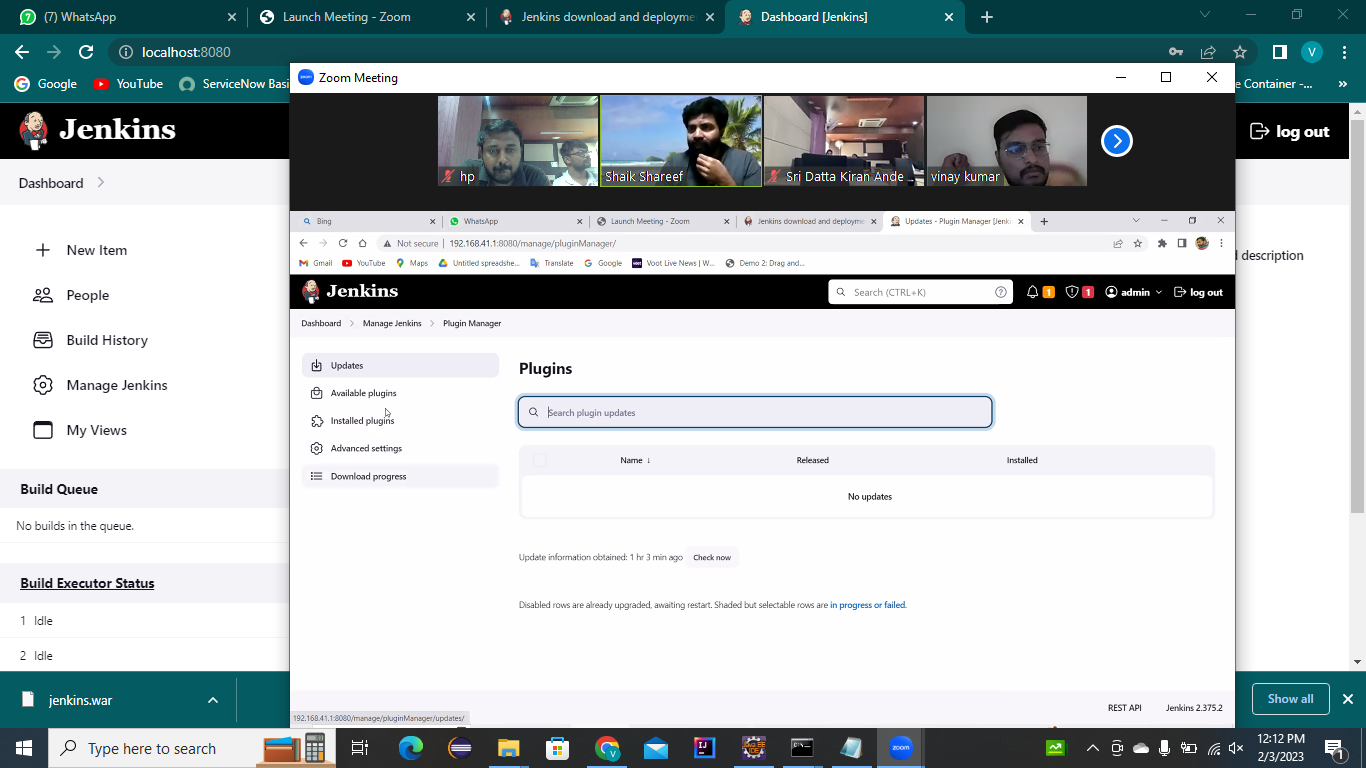 (7) WhatsApp
Launch Meeting - Zoom
Jenkins download and deployme
Dashboard [Jenkins]
localhost:8080
V
Google
YouTube
ServiceNow Basi
e Container -...
»
Zoom Meeting
Jenkins
log out
hp
Shaik Shareef
Sri Datta Kiran Ande ...
vinay kumar
Dashboard
New Item
People
Build History
Manage Jenkins
My Views
Build Queue
No builds in the queue.
Build Executor Status
1 Idle
2 Idle
d description
Bing
WhatsApp
Launch Meeting - Zoom
Jenkins download and deployme
Updates - Plugin Manager [Jenki
Not secure
192.168.41.1:8080/manage/pluginManager/
Gmail
YouTube
Maps
Untitled spreadshe...
Translate
Google
Voot Live News | W...
Demo 2: Drag and...
Jenkins
Search (CTRL+K)
1
1
admin
log out
Dashboard
Manage Jenkins
Plugin Manager
Updates
Available plugins
Installed plugins
Advanced settings
Download progress
Plugins
Search plugin updates
Name ↓
Released
Installed
No updates
Update information obtained: 1 hr 3 min ago
Check now
Disabled rows are already upgraded, awaiting restart. Shaded but selectable rows are in progress or failed.
REST API
Jenkins 2.375.2
192.168.41.1:8080/manage/pluginManager/updates/
jenkins.war
Show all
Type here to search
zoom
12:12 PM
2/3/2023
1